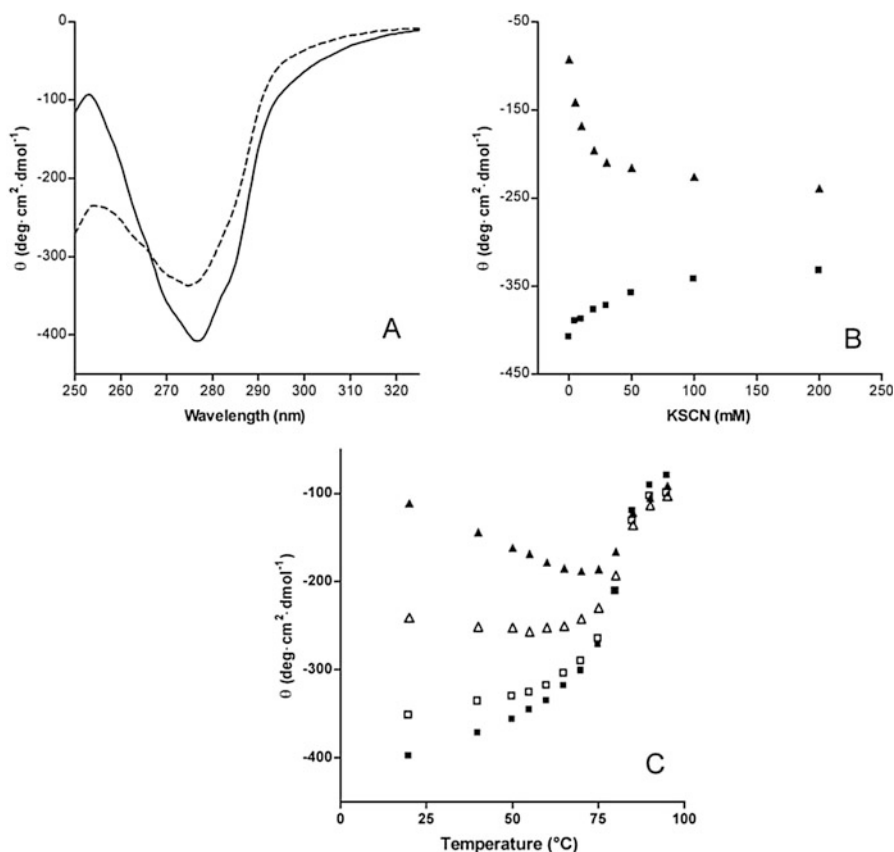 0
-100
-200
-300
-400
θ (deg·cm²·dmol⁻¹)
A
250 260 270 280 290 300 310 320
Wavelength (nm)
-50
-150
-250
-350
-450
θ (deg·cm²·dmol⁻¹)
B
0 50 100 150 200 250
KSCN (mM)
-100
-200
-300
-400
θ (deg·cm²·dmol⁻¹)
C
0 25 50 75 100
Temperature (°C)